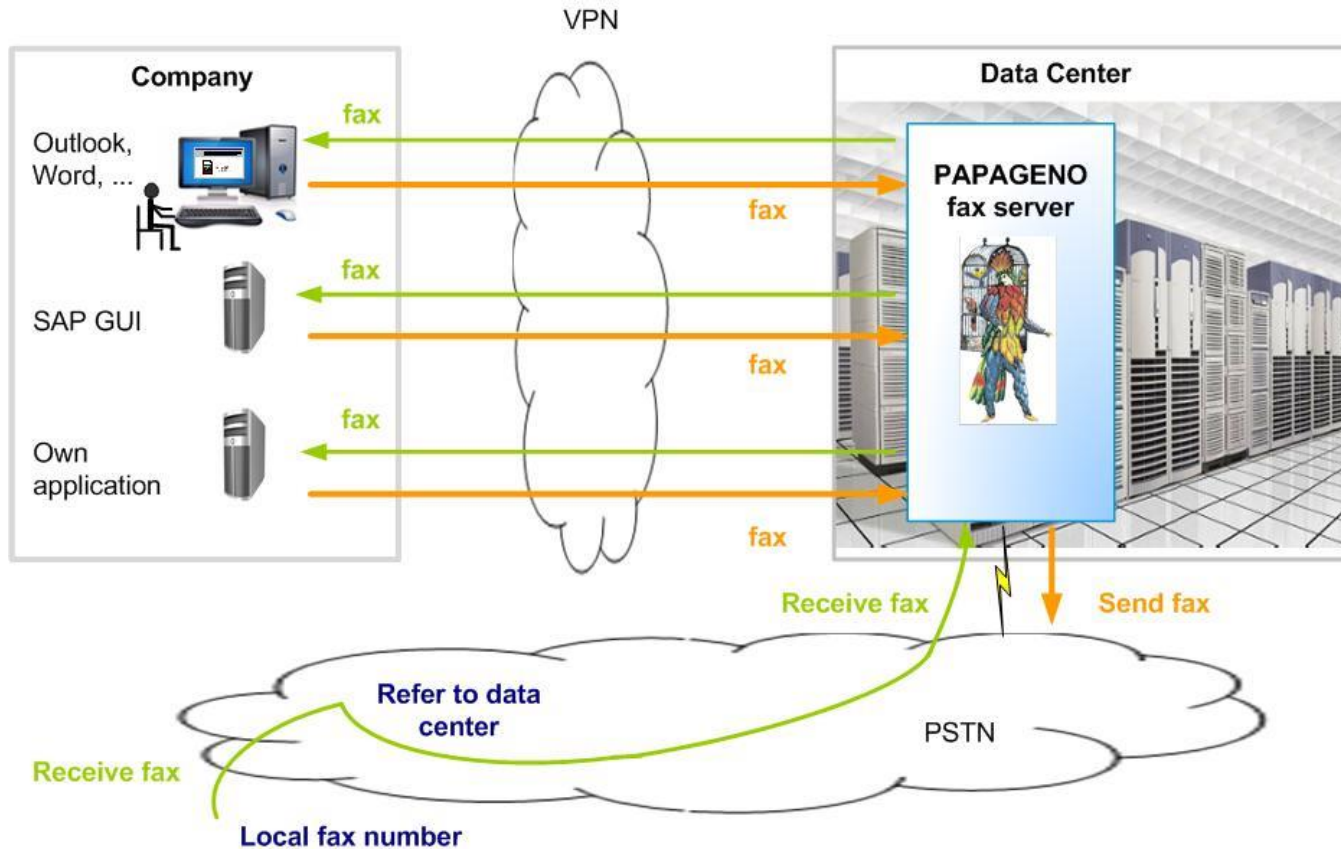 VPN
Company
Data Center
Outlook,
Word, ...
fax
fax
PAPAGENO
fax server
SAP GUI
fax
fax
Own
application
fax
fax
Receive fax
Send fax
Refer to data
center
PSTN
Receive fax
Local fax number